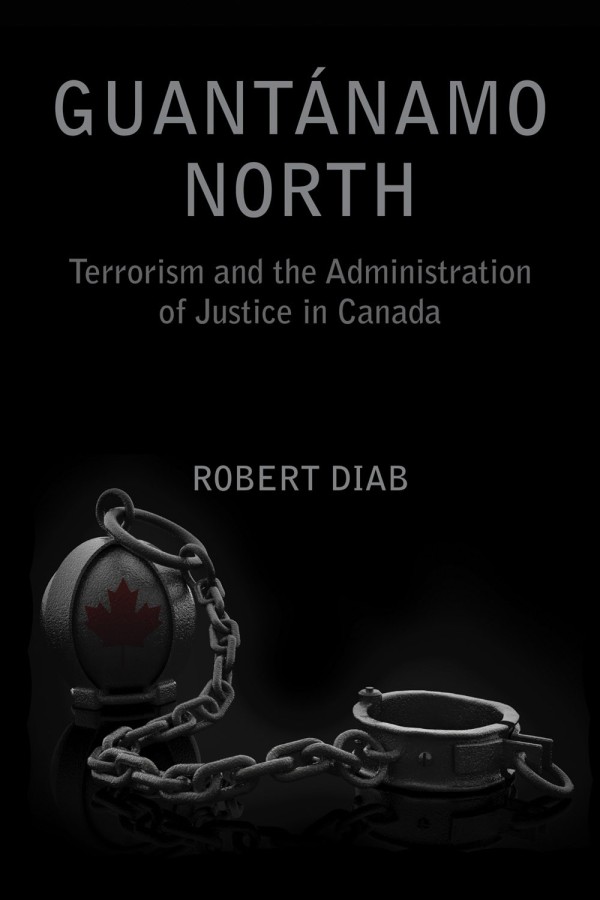 GUANTÁNAMO
NORTH
Terrorism and the Administration
of Justice in Canada
ROBERT DIAB